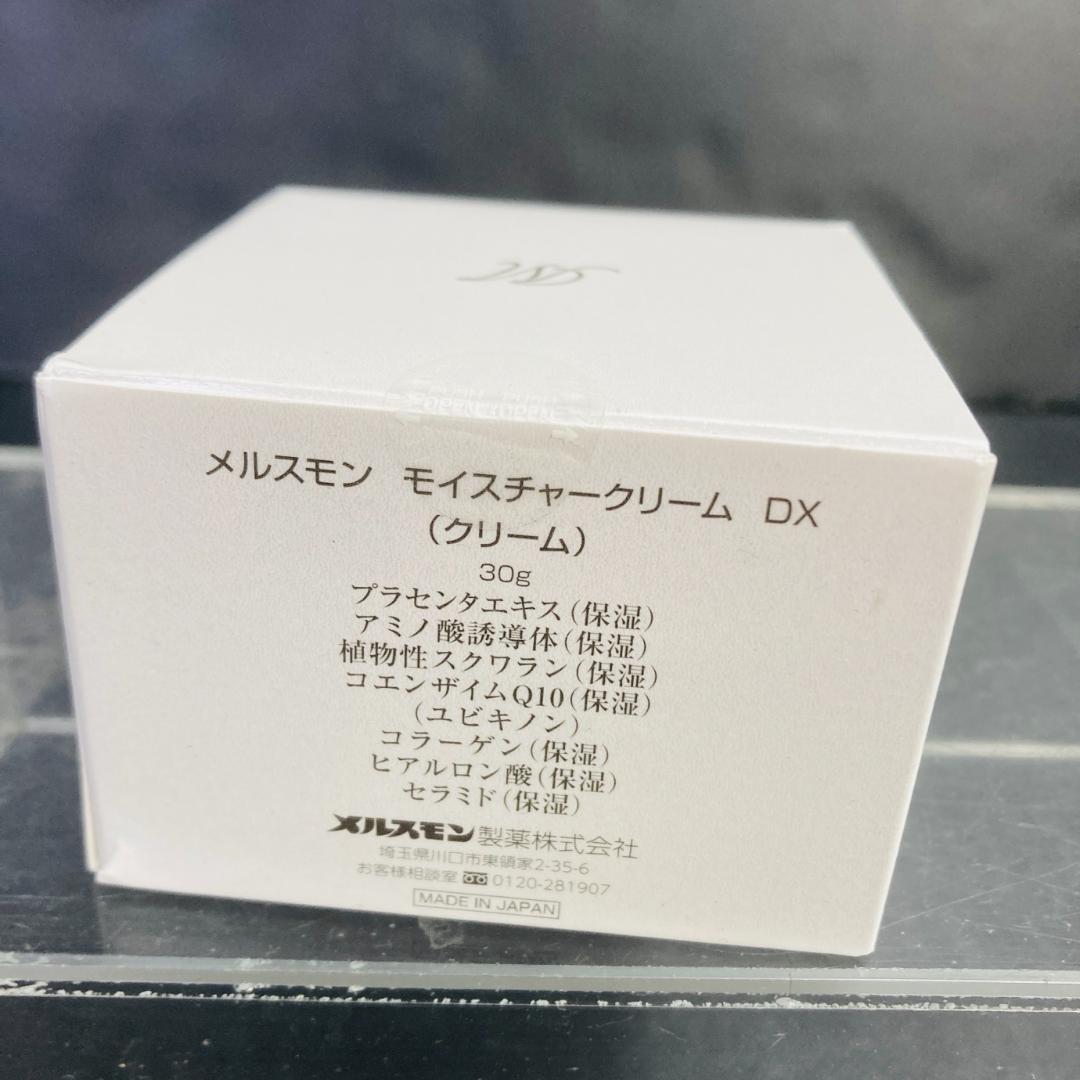 メルスモン モイスチャークリーム DX
（クリーム）
30g
プラセンタエキス（保湿）
アミノ酸誘導体（保湿）
植物性スクワラン（保湿）
コエンザイムQ10（保湿）
（ユビキノン）
コラーゲン（保湿）
ヒアルロン酸（保湿）
セラミド（保湿）
メルスモン製薬株式会社
埼玉県川口市東領家2-35-6
お客様相談室 0120-281907
MADE IN JAPAN